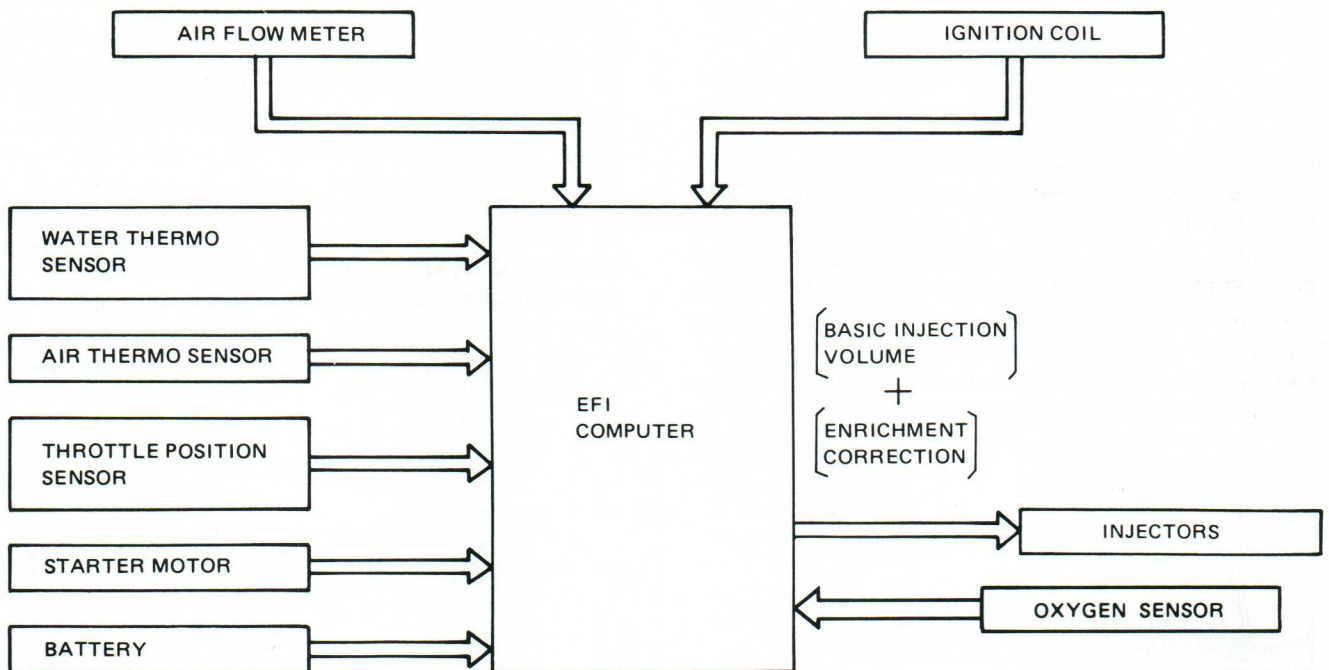 AIR FLOW METER
IGNITION COIL
WATER THERMO
SENSOR
AIR THERMO SENSOR
THROTTLE POSITION
SENSOR
STARTER MOTOR
BATTERY
EFI
COMPUTER
BASIC INJECTION
VOLUME
+
ENRICHMENT
CORRECTION
INJECTORS
OXYGEN SENSOR